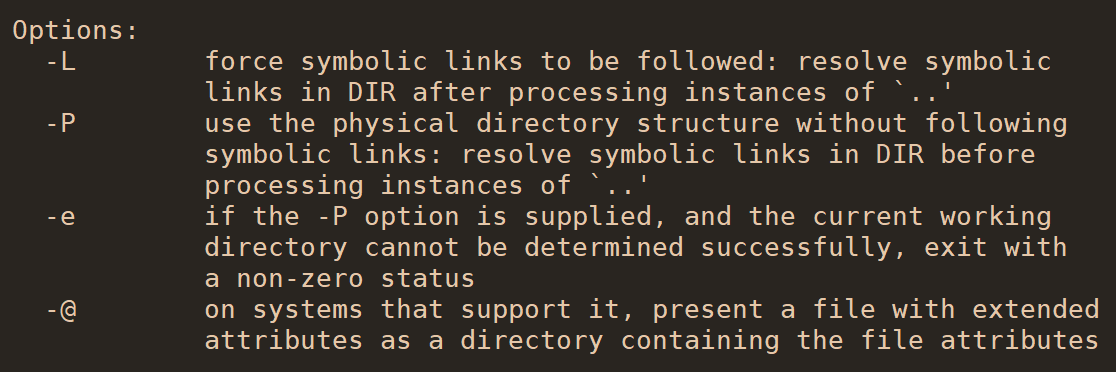 Options:
  -L        force symbolic links to be followed: resolve symbolic
            links in DIR after processing instances of `..'
  -P        use the physical directory structure without following
            symbolic links: resolve symbolic links in DIR before
            processing instances of `..'
  -e        if the -P option is supplied, and the current working
            directory cannot be determined successfully, exit with
            a non-zero status
  -@        on systems that support it, present a file with extended
            attributes as a directory containing the file attributes